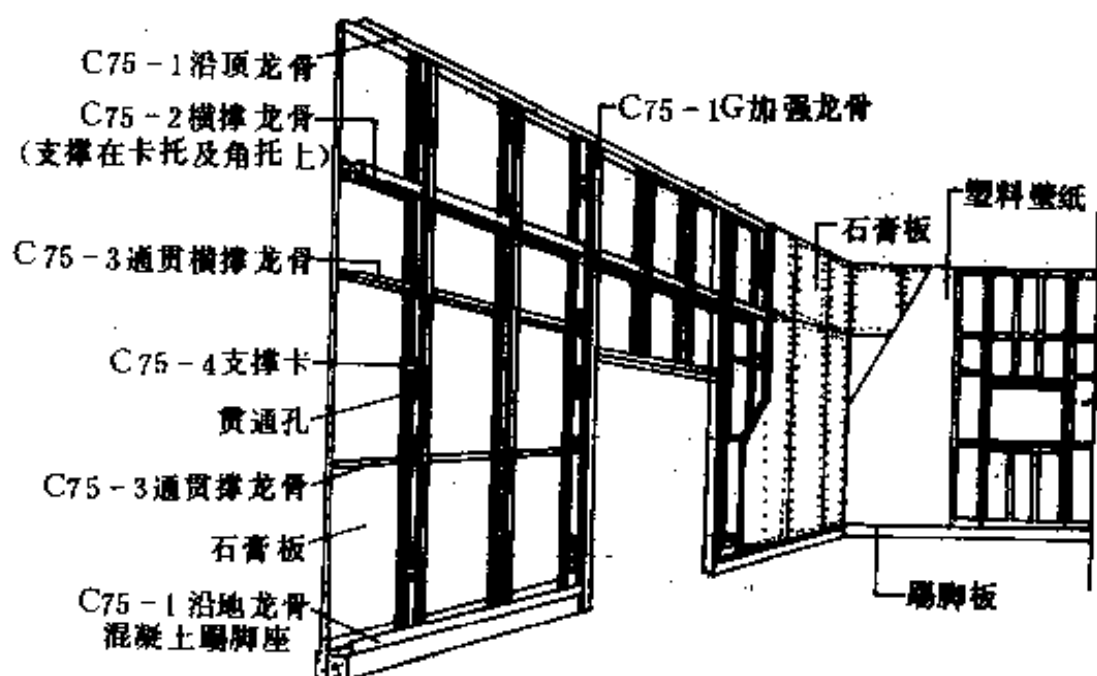 C75-1沿顶龙骨
C75-2横撑龙骨
(支撑在卡托及角托上)
C75-3通贯横撑龙骨
C75-4支撑卡
贯通孔
C75-3通贯撑龙骨
石膏板
C75-1沿地龙骨
混凝土踢脚座
C75-1G加强龙骨
石膏板
塑料壁纸
踢脚板